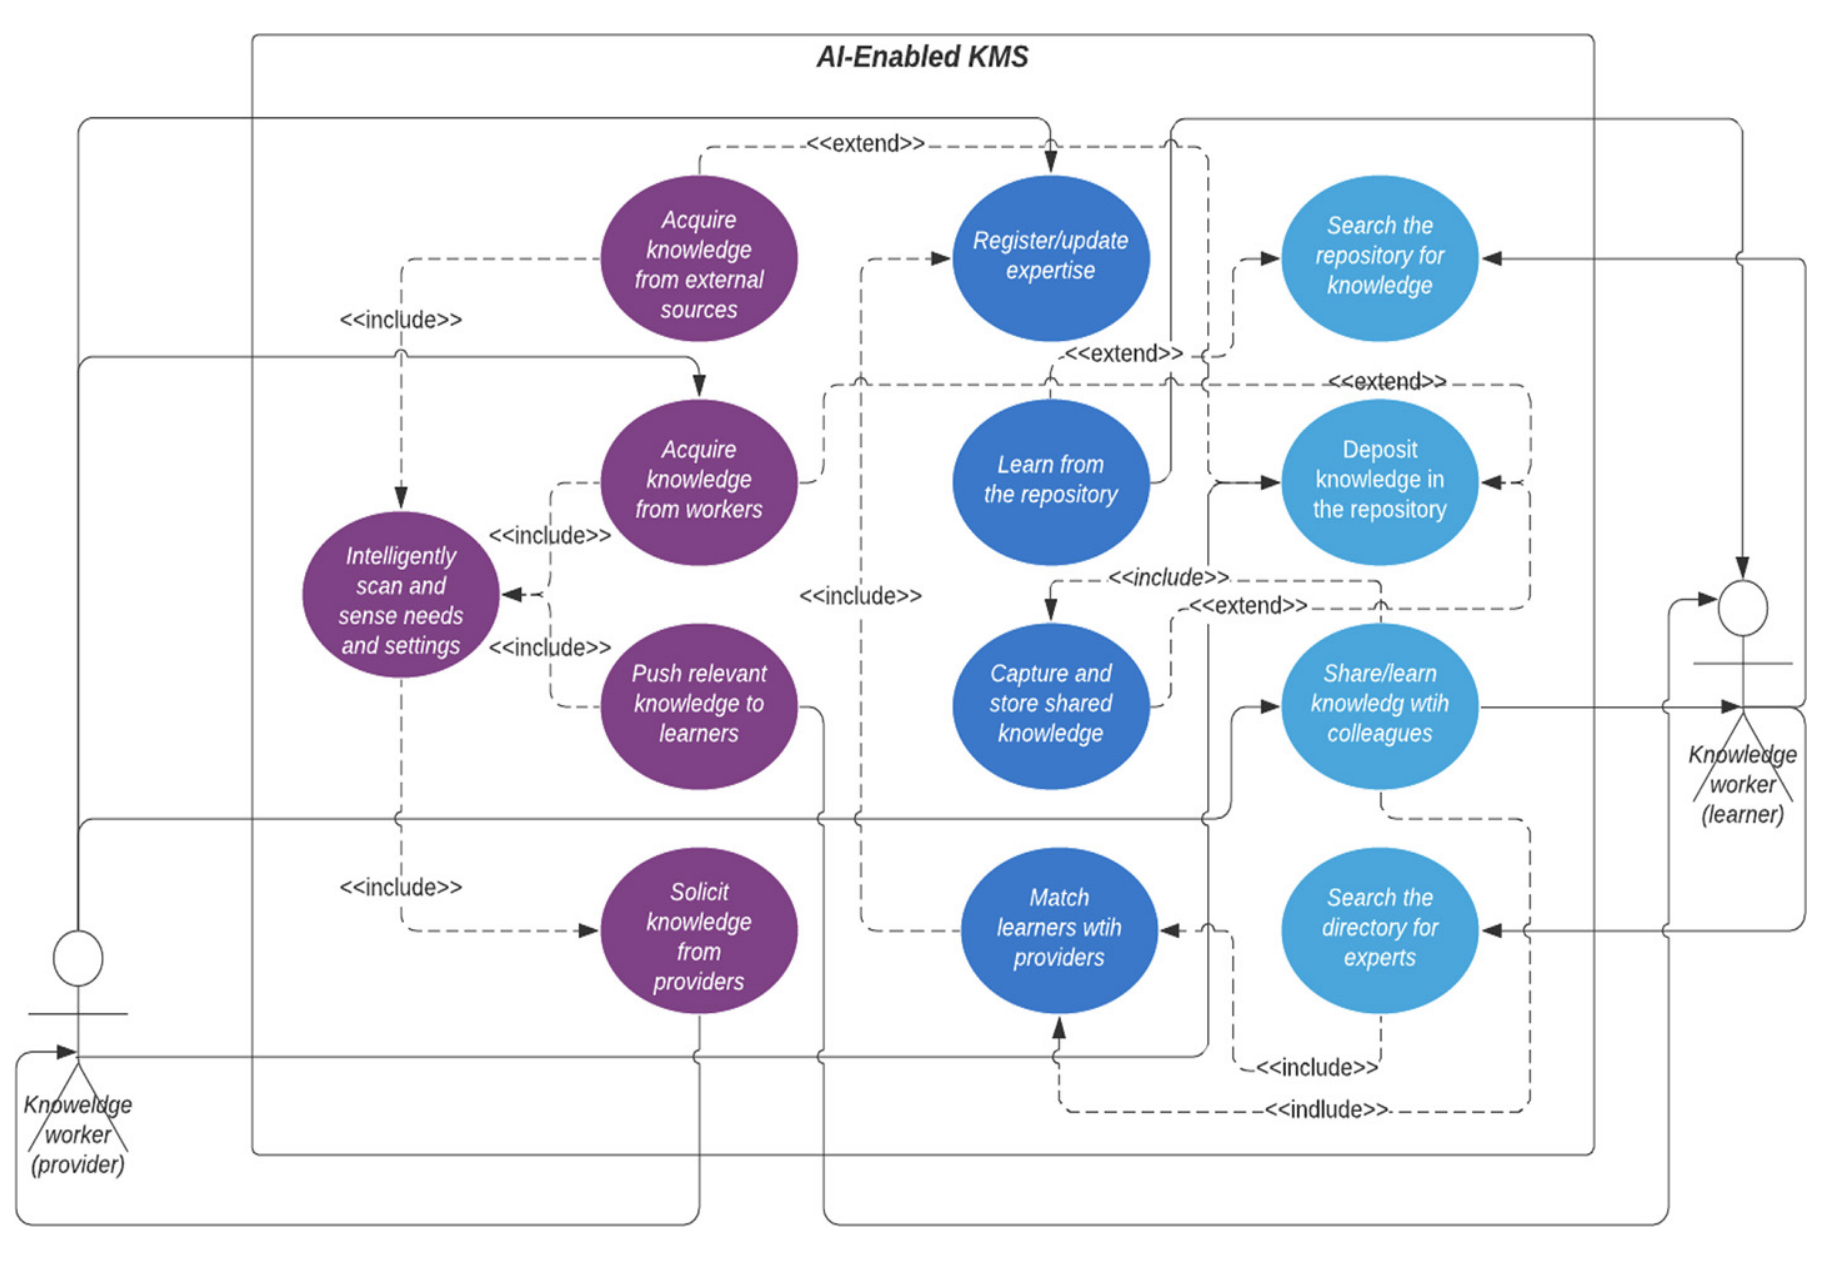 AI-Enabled KMS
<<extend>>
Acquire
knowledge
from external
sources
Register/update
expertise
Search the
repository for
knowledge
<<include>>
<<extend>>
<<extend>>
Acquire
knowledge
from workers
Learn from
the repository
Deposit
knowledge in
the repository
<<include>>
Intelligently
scan and
sense needs
and settings
<<include>>
<<include>>
<<include>>
<<extend>>
Push relevant
knowledge to
learners
Capture and
store shared
knowledge
Share/learn
knowledg wtih
colleagues
Knowledge
worker
(learner)
<<include>>
Solicit
knowledge
from
providers
Match
learners wtih
providers
Search the
directory for
experts
<<include>>
<<indlude>>
Knoweldge
worker
(provider)